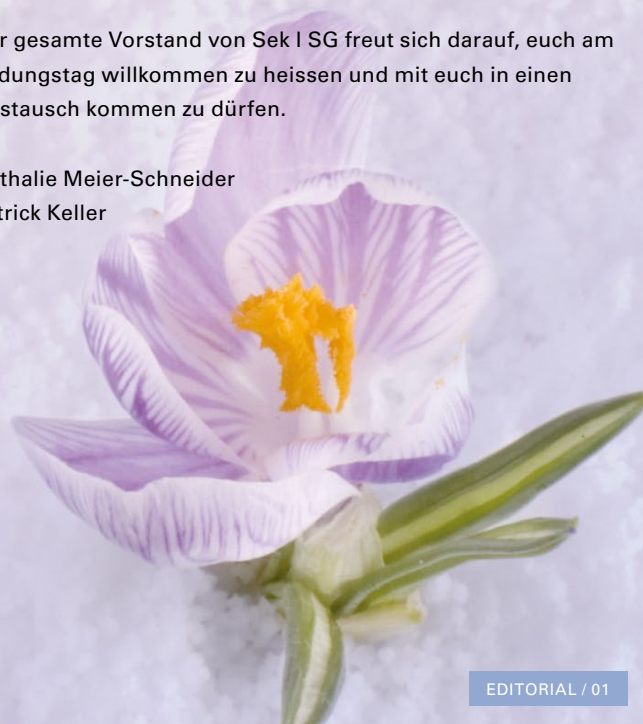 r gesamte Vorstand von Sek I SG freut sich darauf, euch am
dungstag willkommen zu heissen und mit euch in einen
stausch kommen zu dürfen.
thalie Meier-Schneider
trick Keller
EDITORIAL / 01